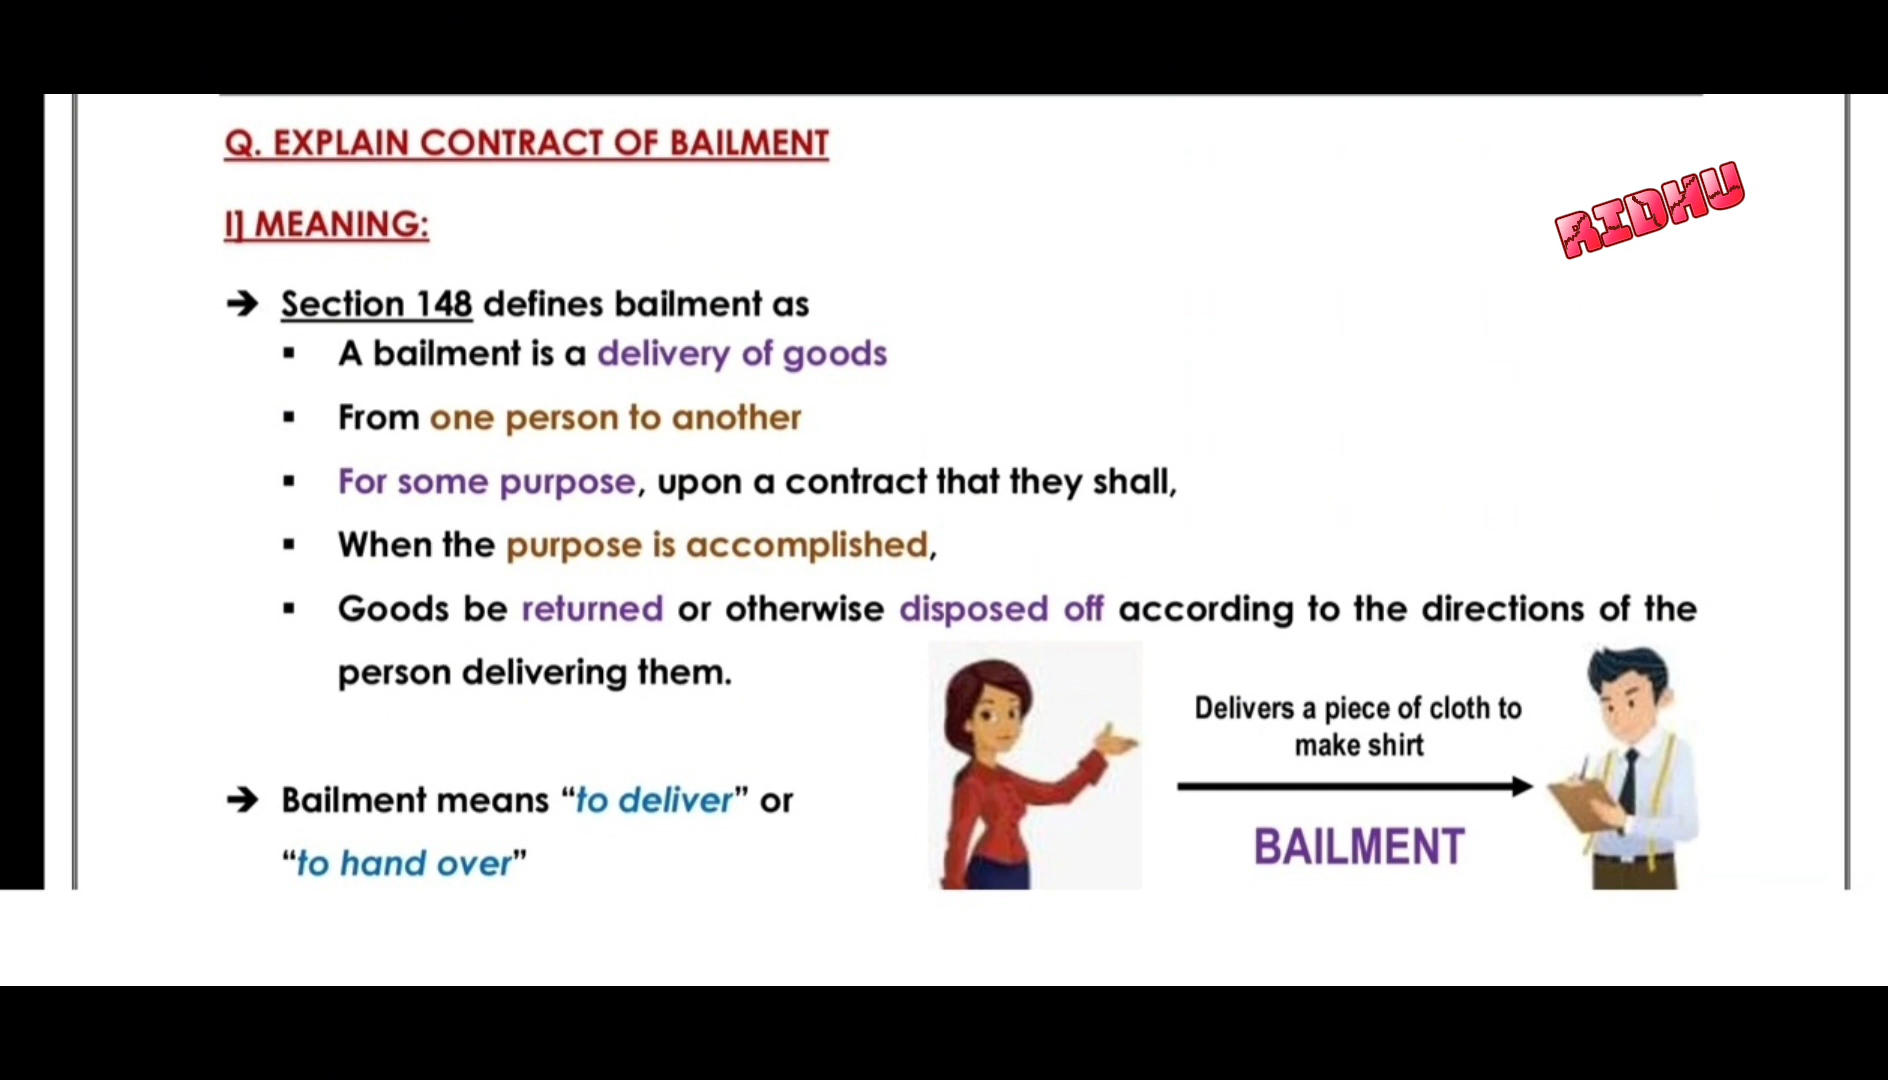 Q. EXPLAIN CONTRACT OF BAILMENT
RIDHU
I] MEANING:
➔ Section 148 defines bailment as
▪ A bailment is a delivery of goods
▪ From one person to another
▪ For some purpose, upon a contract that they shall,
▪ When the purpose is accomplished,
▪ Goods be returned or otherwise disposed off according to the directions of the
person delivering them.
Delivers a piece of cloth to
make shirt
BAILMENT
➔ Bailment means “to deliver” or
“to hand over”